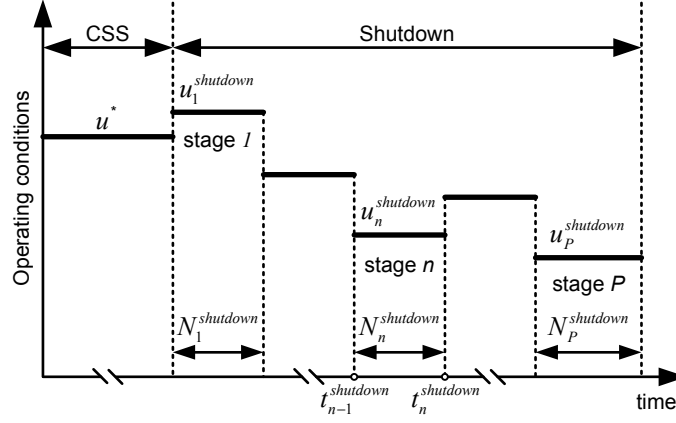 CSS
Shutdown
u_1^{shutdown}
u^*
stage 1
Operating conditions
u_n^{shutdown}
u_P^{shutdown}
stage n
stage P
N_1^{shutdown}
N_n^{shutdown}
N_P^{shutdown}
t_{n-1}^{shutdown}
t_n^{shutdown}
time